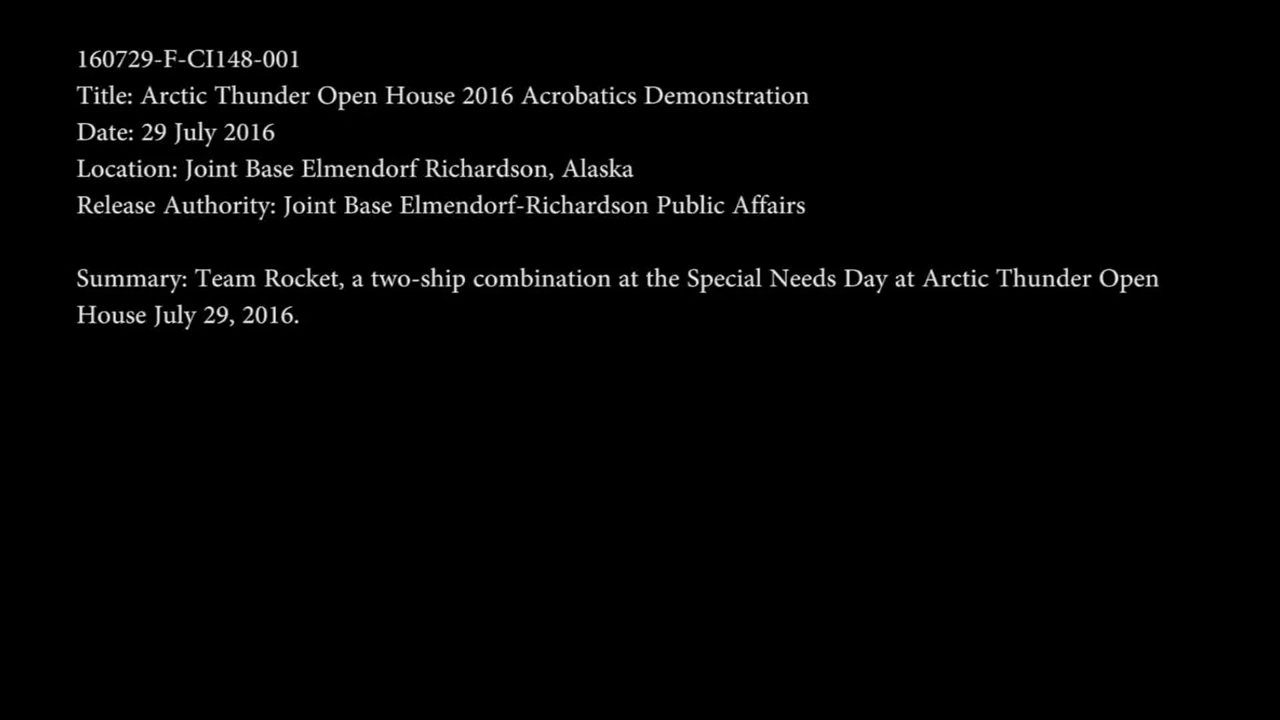 160729-F-CI148-001
Title: Arctic Thunder Open House 2016 Acrobatics Demonstration
Date: 29 July 2016
Location: Joint Base Elmendorf Richardson, Alaska
Release Authority: Joint Base Elmendorf-Richardson Public Affairs
Summary: Team Rocket, a two-ship combination at the Special Needs Day at Arctic Thunder Open
House July 29, 2016.